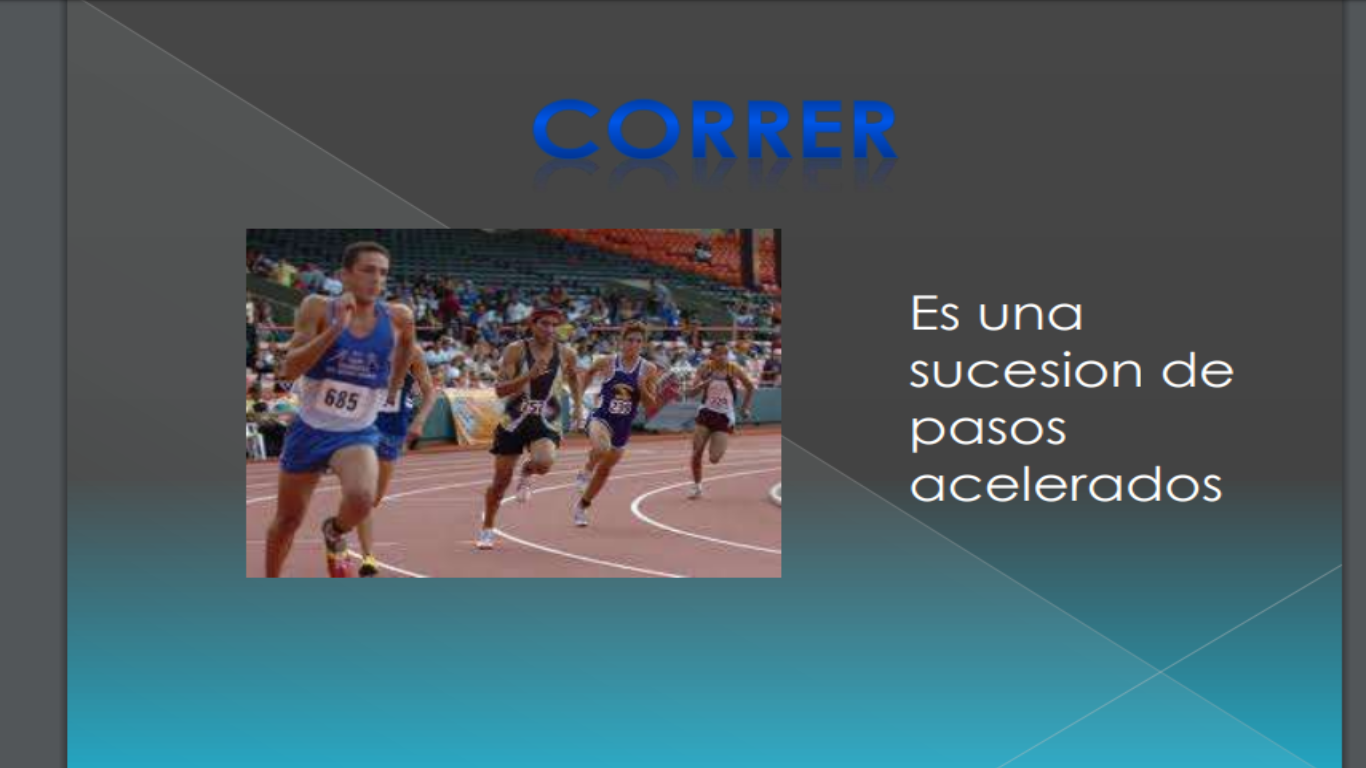 CORRER
Es una
sucesion de
pasos
acelerados
685